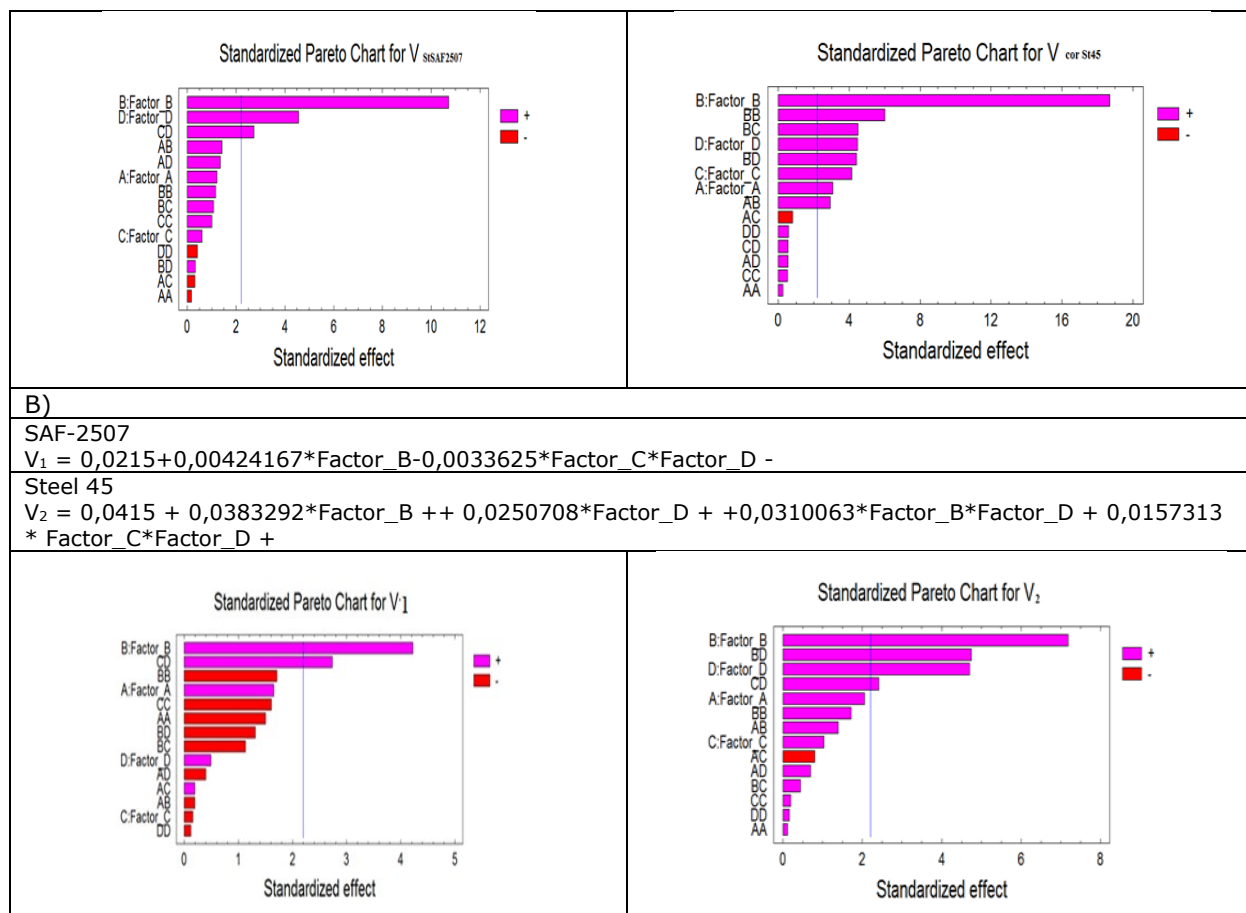 Standardized Pareto Chart for V StSAF2507
B:Factor_B
D:Factor_D
CD
AB
AD
A:Factor_A
BB
BC
CC
C:Factor_C
DD
BD
AC
AA
+
-
0 2 4 6 8 10 12
Standardized effect
Standardized Pareto Chart for V cor St45
B:Factor_B
BB
BC
D:Factor_D
BD
C:Factor_C
A:Factor_A
AB
AC
DD
CD
AD
CC
AA
+
-
0 4 8 12 16 20
Standardized effect
B)
SAF-2507
V₁ = 0,0215+0,00424167*Factor_B-0,0033625*Factor_C*Factor_D -
Steel 45
V₂ = 0,0415 + 0,0383292*Factor_B ++ 0,0250708*Factor_D + +0,0310063*Factor_B*Factor_D + 0,0157313
* Factor_C*Factor_D +
Standardized Pareto Chart for V·1
B:Factor_B
CD
BB
A:Factor_A
CC
AA
BD
BC
D:Factor_D
AD
AC
AB
C:Factor_C
DD
+
-
0 1 2 3 4 5
Standardized effect
Standardized Pareto Chart for V₂
B:Factor_B
BD
D:Factor_D
CD
A:Factor_A
BB
AB
C:Factor_C
AC
AD
BC
CC
DD
AA
+
-
0 2 4 6 8
Standardized effect